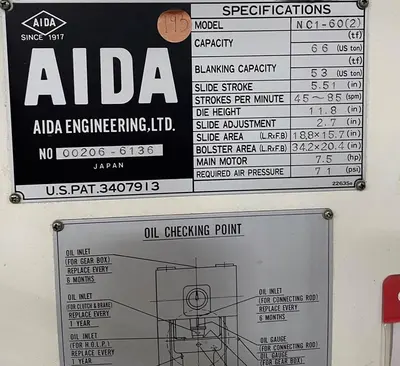 AIDA
SINCE 1917
195
AIDA
AIDA ENGINEERING,LTD.
NO 00206-6136
JAPAN
U.S.PAT.3407913
SPECIFICATIONS
MODEL NC1-60(2)
(tf)
CAPACITY 66 (US ton)
(tf)
BLANKING CAPACITY 53 (US ton)
SLIDE STROKE 5.51 (in)
STROKES PER MINUTE 45~85 (spm)
DIE HEIGHT 11.8 (in)
SLIDE ADJUSTMENT 2.7 (in)
SLIDE AREA (L.RxF.B) 18.8×15.7 (in)
BOLSTER AREA (L.RxF.B) 34.2×20.4 (in)
MAIN MOTOR 7.5 (hp)
REQUIRED AIR PRESSURE 71 (psi)
OIL CHECKING POINT
OIL INLET
(FOR GEAR BOX)
REPLACE EVERY
6 MONTHS
OIL INLET
(FOR CLUTCH & BRAKE)
REPLACE EVERY
1 YEAR
OIL INLET
(FOR H.O.L.P.)
REPLACE EVERY
1 YEAR
OIL INLET
(FOR CONNECTING ROD)
REPLACE EVERY
6 MONTHS
OIL GAUGE
(FOR CONNECTING ROD)
OIL GAUGE
(FOR GEAR BOX)